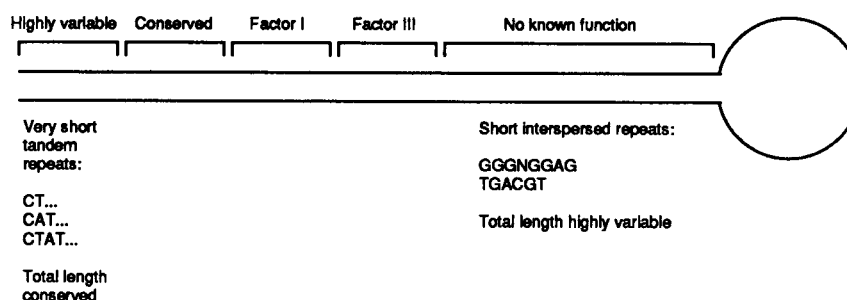 Highly variable Conserved Factor I Factor III No known function
Very short
tandem
repeats:
CT...
CAT...
CTAT...
Total length
conserved
Short interspersed repeats:
GGGNGGAG
TGACGT
Total length highly variable